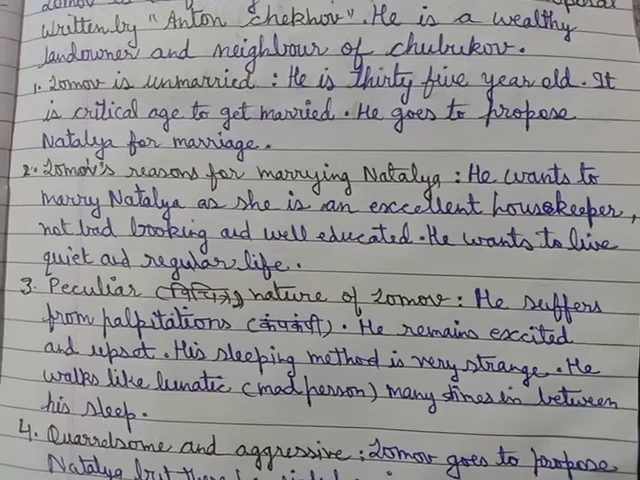 written by "Anton Chekhov". He is a wealthy
landowner and neighbour of chubukov.
1. Lomov is unmarried : He is thirty five year old. It
is critical age to get married. He goes to propose
Natalya for marriage.
2. Lomov's reasons for marrying Natalya : He wants to
marry Natalya as she is an excellent housekeeper,
not bad looking and well educated. He wants to live
quiet and regular life.
3. Peculiar (विचित्र) nature of Lomov : He suffers
from palpitations (कंपकंपी). He remains excited
and upset. His sleeping method is very strange. He
walks like lunatic (mad person) many times in between
his sleep.
4. Quarrelsome and aggressive : Lomov goes to propose
Natalya but there